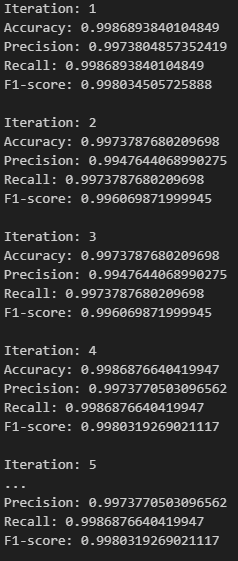 Iteration: 1
Accuracy: 0.9986893840104849
Precision: 0.9973804857352419
Recall: 0.9986893840104849
F1-score: 0.998034505725888
Iteration: 2
Accuracy: 0.9973787680209698
Precision: 0.9947644068990275
Recall: 0.9973787680209698
F1-score: 0.996069871999945
Iteration: 3
Accuracy: 0.9973787680209698
Precision: 0.9947644068990275
Recall: 0.9973787680209698
F1-score: 0.996069871999945
Iteration: 4
Accuracy: 0.9986876640419947
Precision: 0.9973770503096562
Recall: 0.9986876640419947
F1-score: 0.9980319269021117
Iteration: 5
...
Precision: 0.9973770503096562
Recall: 0.9986876640419947
F1-score: 0.9980319269021117